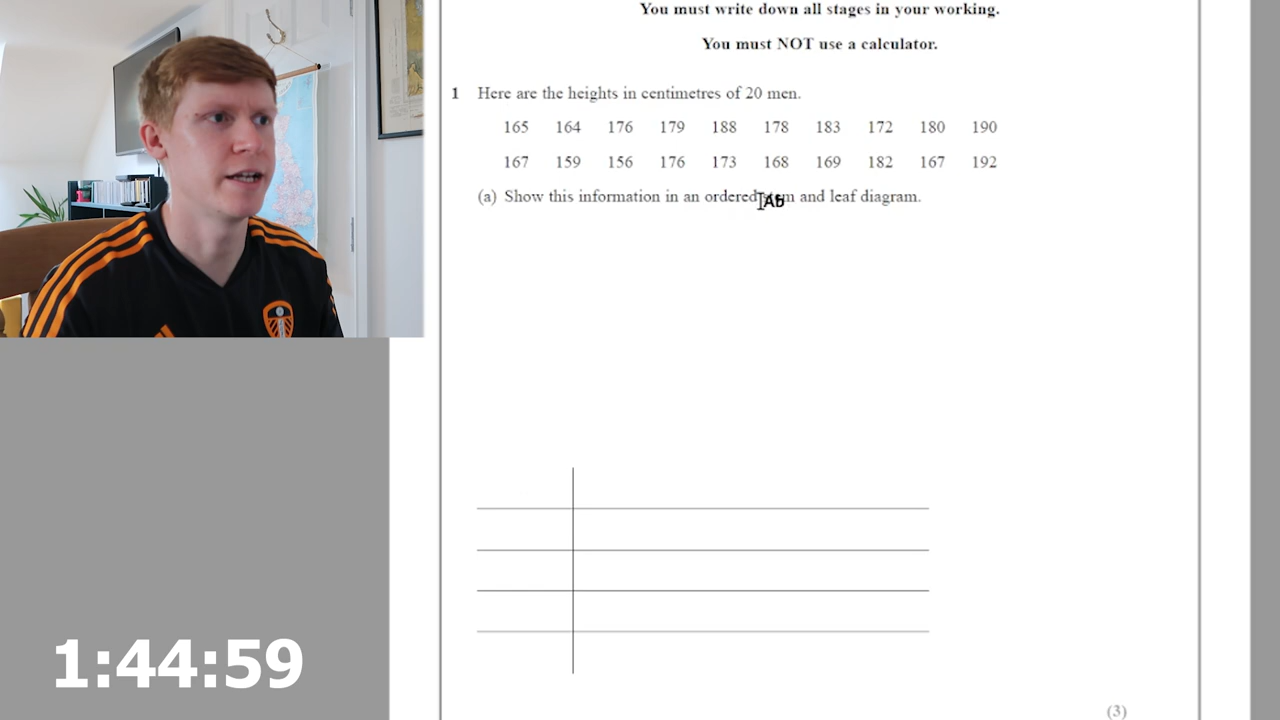 You must write down all stages in your working.
You must NOT use a calculator.
1 Here are the heights in centimetres of 20 men.
165 164 176 179 188 178 183 172 180 190
167 159 156 176 173 168 169 182 167 192
(a) Show this information in an ordered stem and leaf diagram.
Ab
(3)
1:44:59